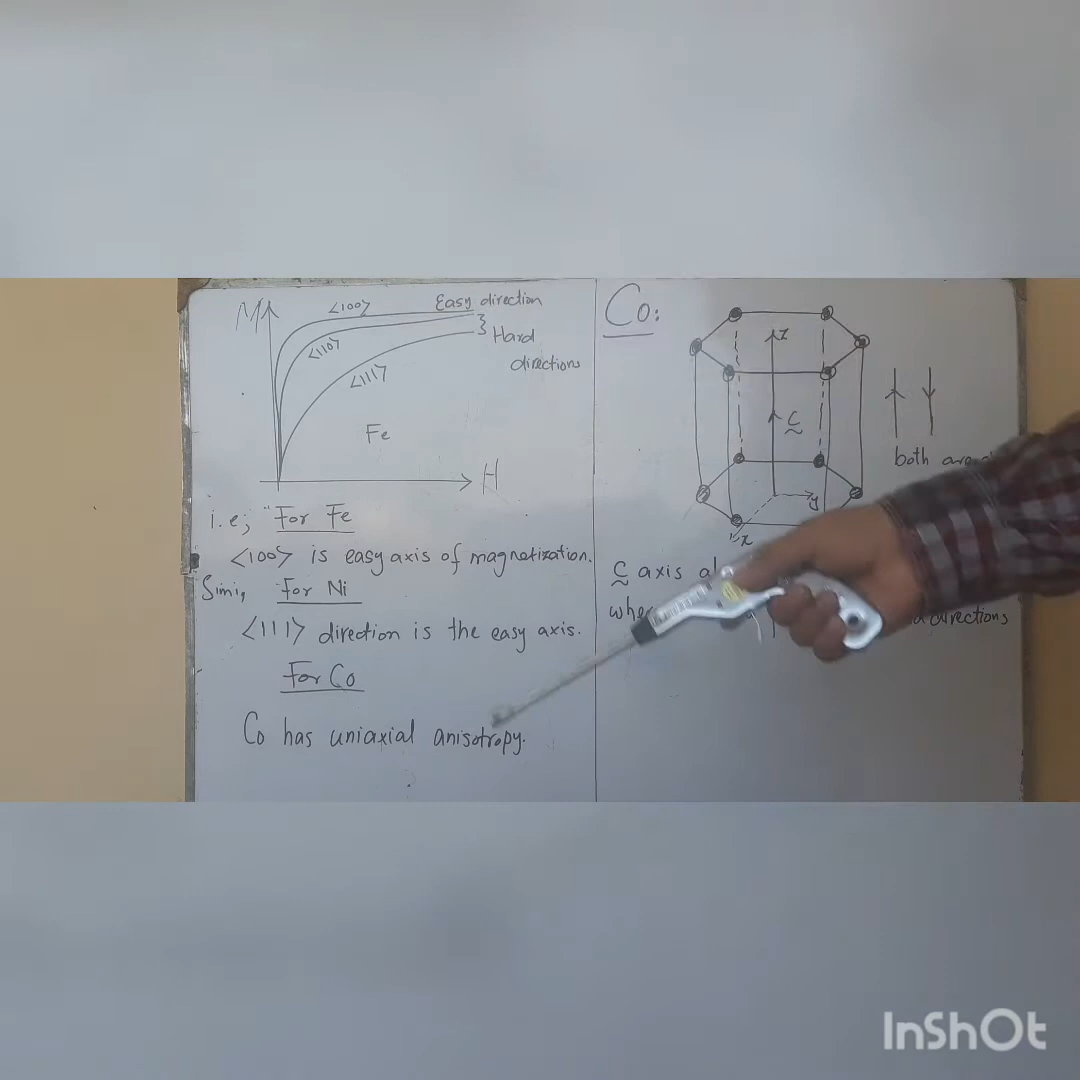 M
<100>
Easy direction
<110>
Hard
directions
<111>
Fe
H
i.e; For Fe
<100> is easy axis of magnetization.
Simi, For Ni
<111> direction is the easy axis.
For Co
Co has uniaxial anisotropy.
Co:
z
c
y
x
both
c axis
directions
InShOt